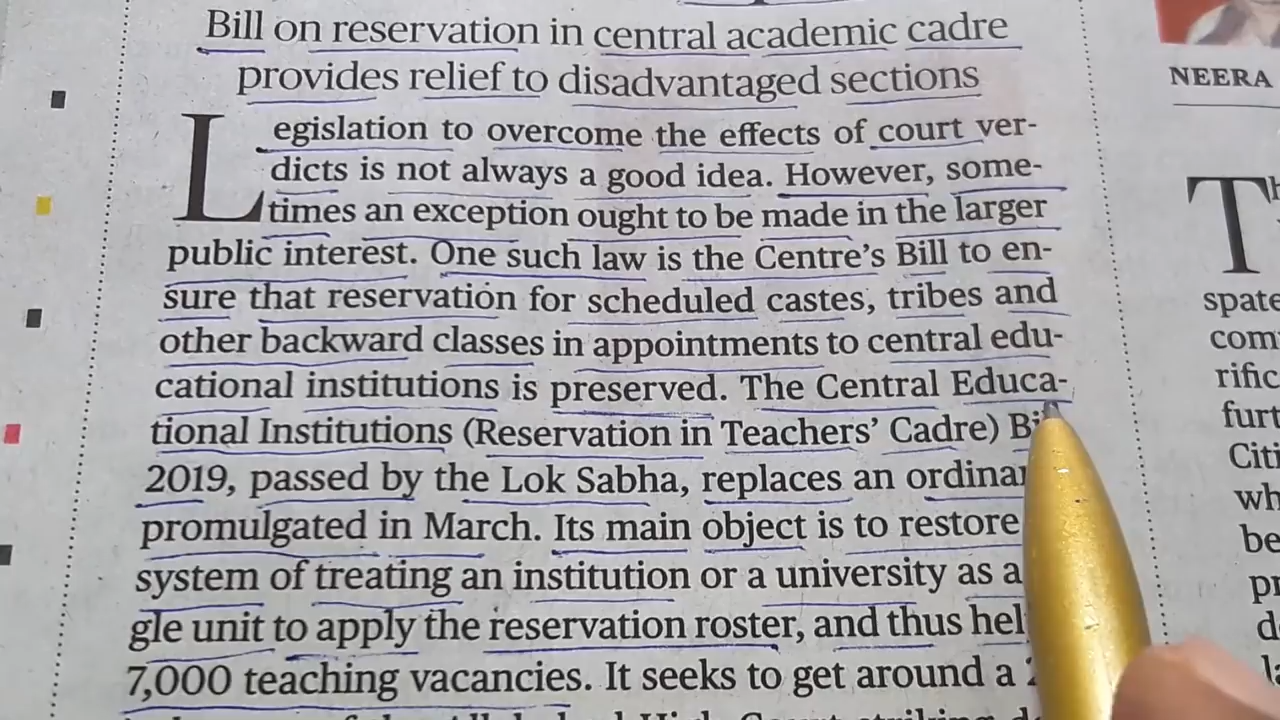 Bill on reservation in central academic cadre
provides relief to disadvantaged sections
Legislation to overcome the effects of court ver-
dicts is not always a good idea. However, some-
times an exception ought to be made in the larger
public interest. One such law is the Centre's Bill to en-
sure that reservation for scheduled castes, tribes and
other backward classes in appointments to central edu-
cational institutions is preserved. The Central Educa-
tional Institutions (Reservation in Teachers' Cadre)
2019, passed by the Lok Sabha, replaces an
promulgated in March. Its main object is to restore
system of treating an institution or a university as a
gle unit to apply the reservation roster, and thus
7,000 teaching vacancies. It seeks to get around a
NEERA